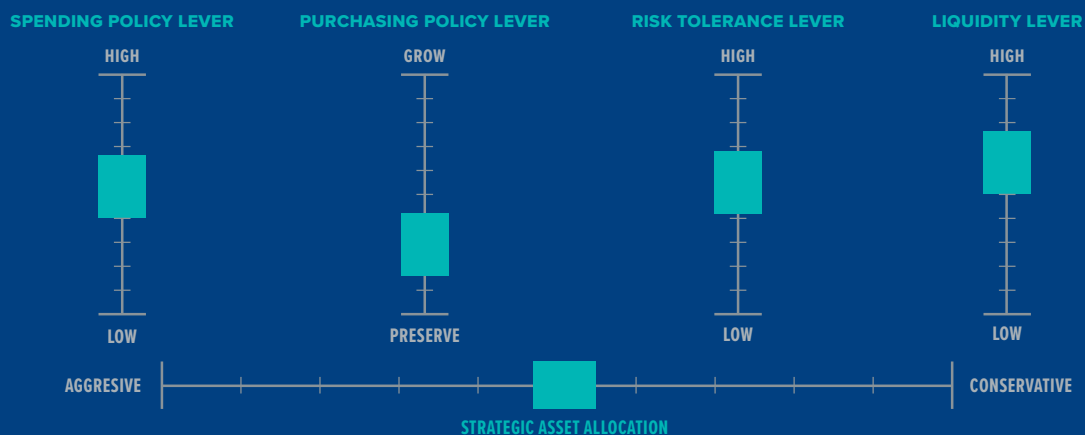 SPENDING POLICY LEVER
PURCHASING POLICY LEVER
RISK TOLERANCE LEVER
LIQUIDITY LEVER
HIGH
GROW
HIGH
HIGH
LOW
PRESERVE
LOW
LOW
AGGRESIVE
CONSERVATIVE
STRATEGIC ASSET ALLOCATION